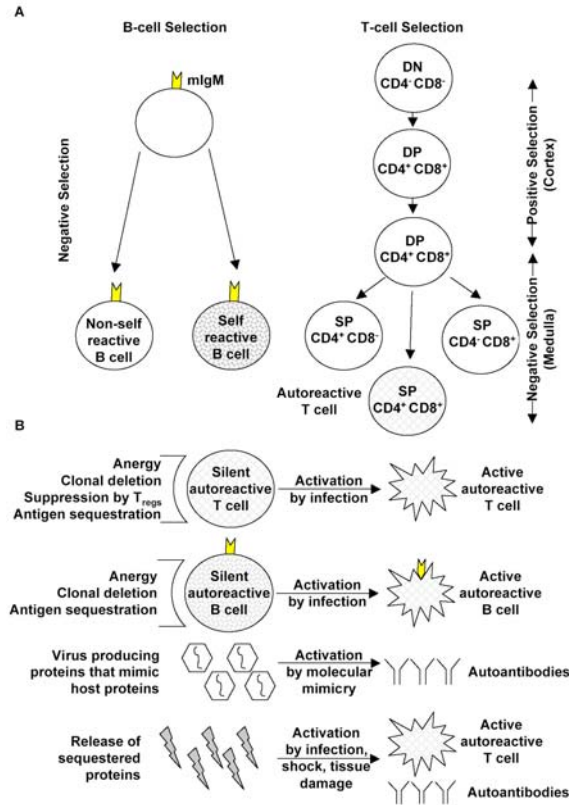 A
B-cell Selection
T-cell Selection
mIgM
Negative Selection
Non-self
reactive
B cell
Self
reactive
B cell
DN
CD4⁻ CD8⁻
DP
CD4⁺ CD8⁺
DP
CD4⁺ CD8⁺
SP
CD4⁺ CD8⁻
SP
CD4⁻ CD8⁺
Autoreactive
T cell
SP
CD4⁺ CD8⁺
Positive Selection
(Cortex)
Negative Selection
(Medulla)
B
Anergy
Clonal deletion
Suppression by Tregs
Antigen sequestration
Silent
autoreactive
T cell
Activation
by infection
Active
autoreactive
T cell
Anergy
Clonal deletion
Antigen sequestration
Silent
autoreactive
B cell
Activation
by infection
Active
autoreactive
B cell
Virus producing
proteins that mimic
host proteins
Activation
by molecular
mimicry
Autoantibodies
Release of
sequestered
proteins
Activation
by infection,
shock, tissue
damage
Active
autoreactive
T cell
Autoantibodies